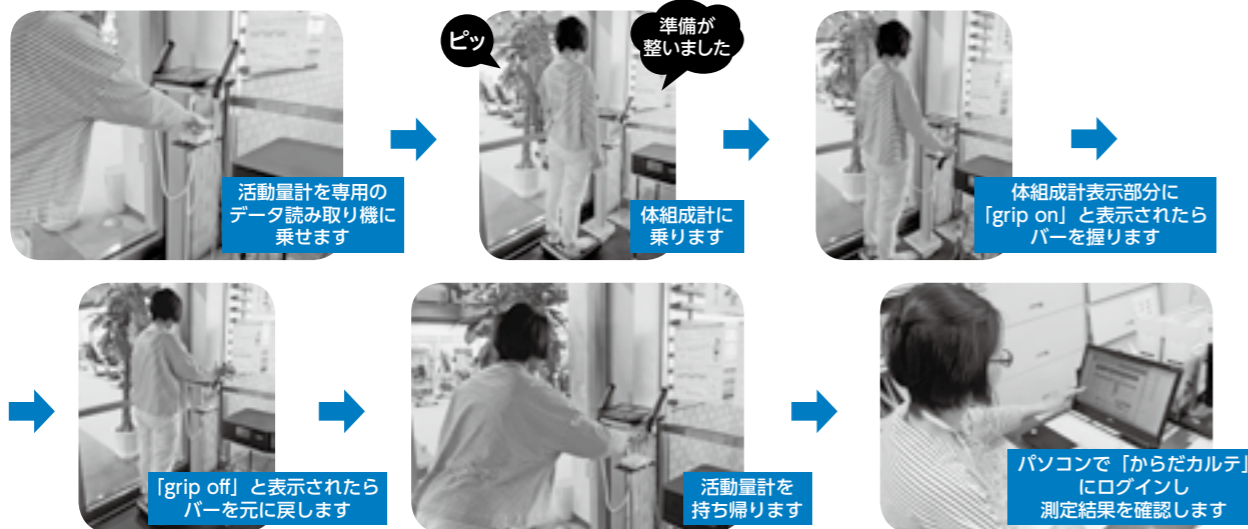 ピッ
準備が
整いました
活動量計を専用の
データ読み取り機に
乗せます
体組成計に
乗ります
体組成計表示部分に
「grip on」と表示されたら
バーを握ります
「grip off」と表示されたら
バーを元に戻します
活動量計を
持ち帰ります
パソコンで「からだカルテ」
にログインし
測定結果を確認します